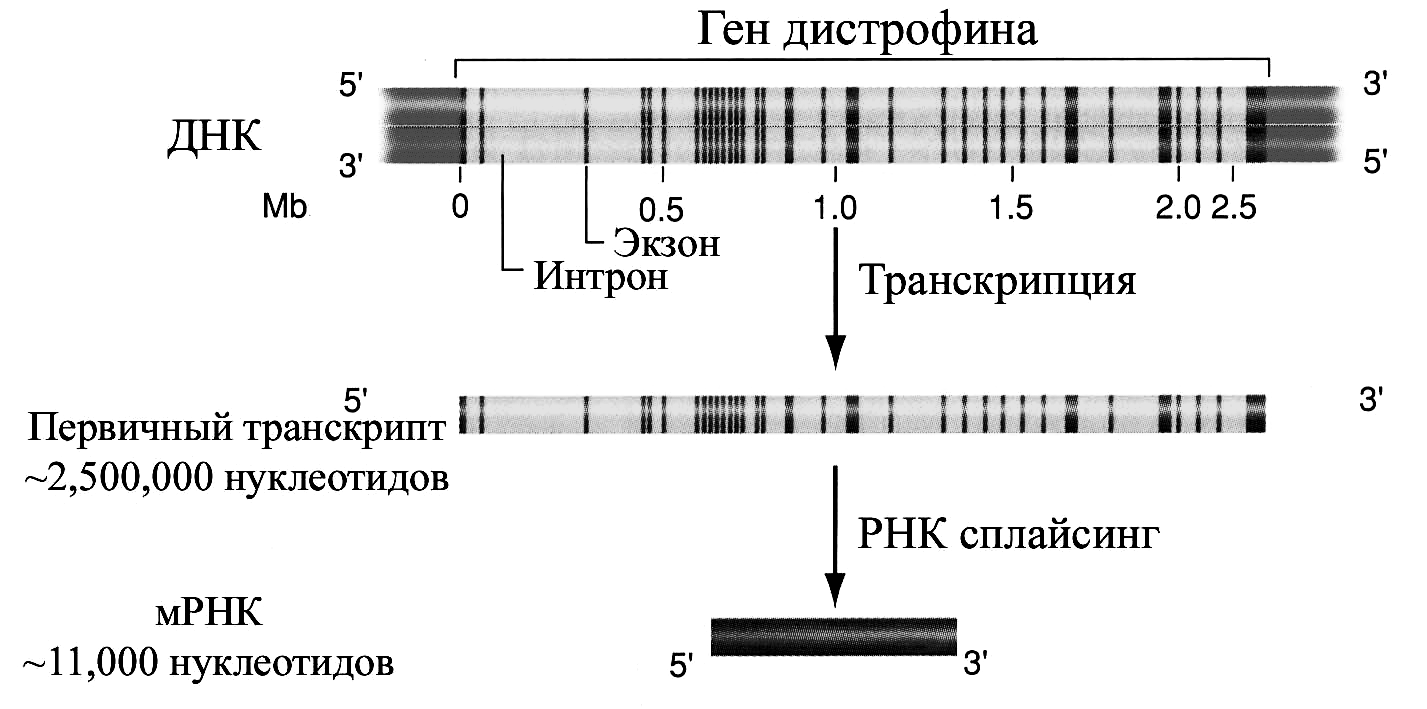 Ген дистрофина
5' 3'
ДНК
3' 5'
Mb 0 0.5 1.0 1.5 2.0 2.5
Экзон
Интрон
Транскрипция
5' 3'
Первичный транскрипт
~2,500,000 нуклеотидов
РНК сплайсинг
мРНК
~11,000 нуклеотидов
5' 3'